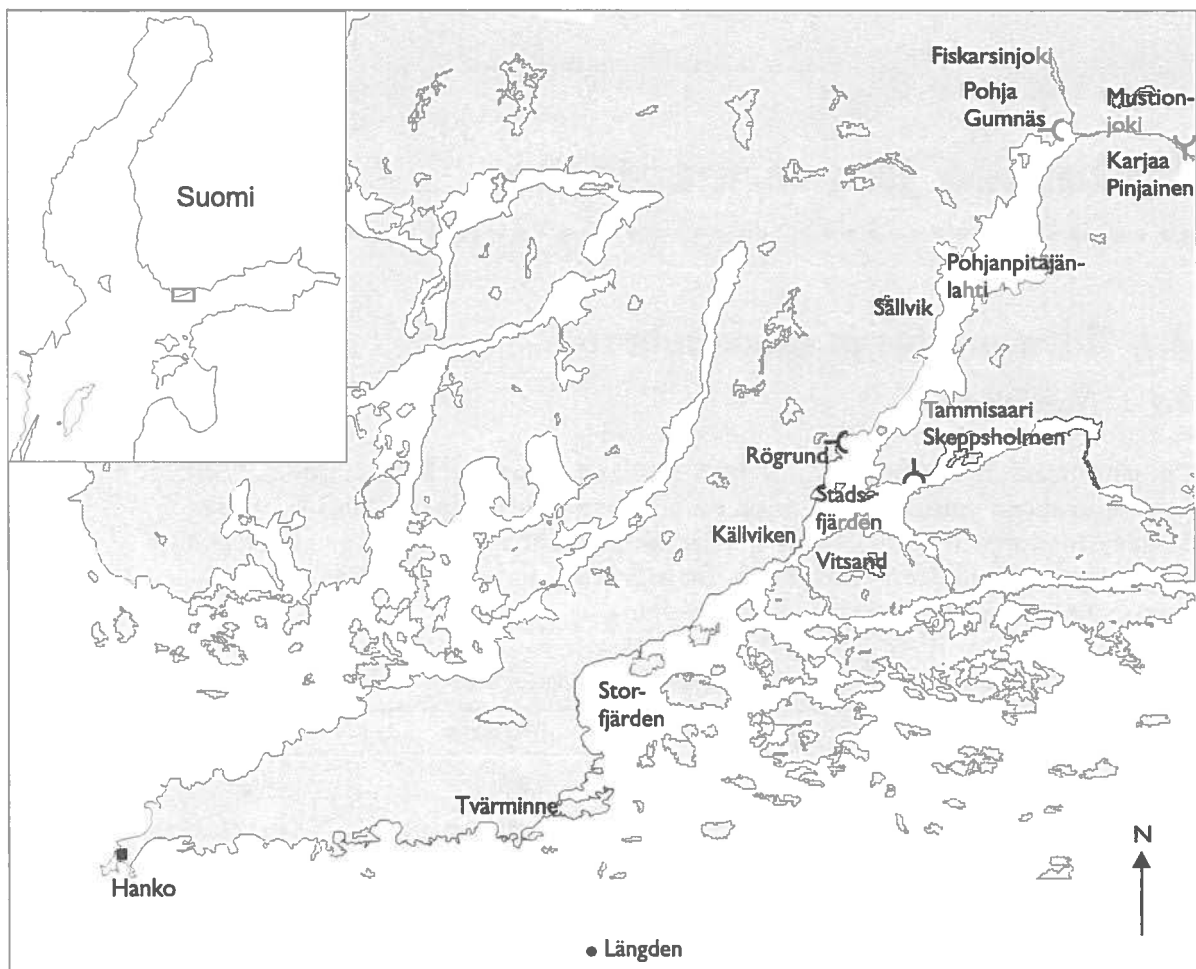 Suomi
Fiskarsinjoki
Pohja
Gumnäs
Mustion-
joki
Karjaa
Pinjainen
Pohjanpitäjän-
lahti
Sällvik
Tammisaari
Skeppsholmen
Rögrund
Stads-
fjärden
Källviken
Vitsand
Stor-
fjärden
Tvärminne
Hanko
N
Längden